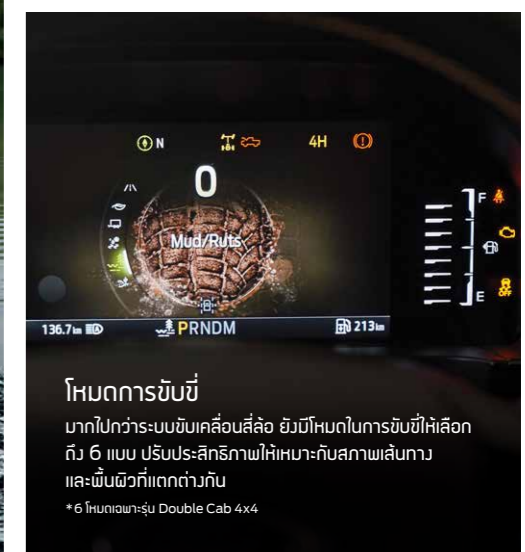 N
4H
0
F
Mud/Ruts
E
OFF
136.7 km
PRNDM
213 km
โหมดการขับขี่
มากไปกว่าระบบขับเคลื่อนสี่ล้อ ยังมีโหมดในการขับขี่ให้เลือก
ถึง 6 แบบ ปรับประสิทธิภาพให้เหมาะกับสภาพเส้นทาง
และพื้นผิวที่แตกต่างกัน
*6 โหมดเฉพาะรุ่น Double Cab 4x4